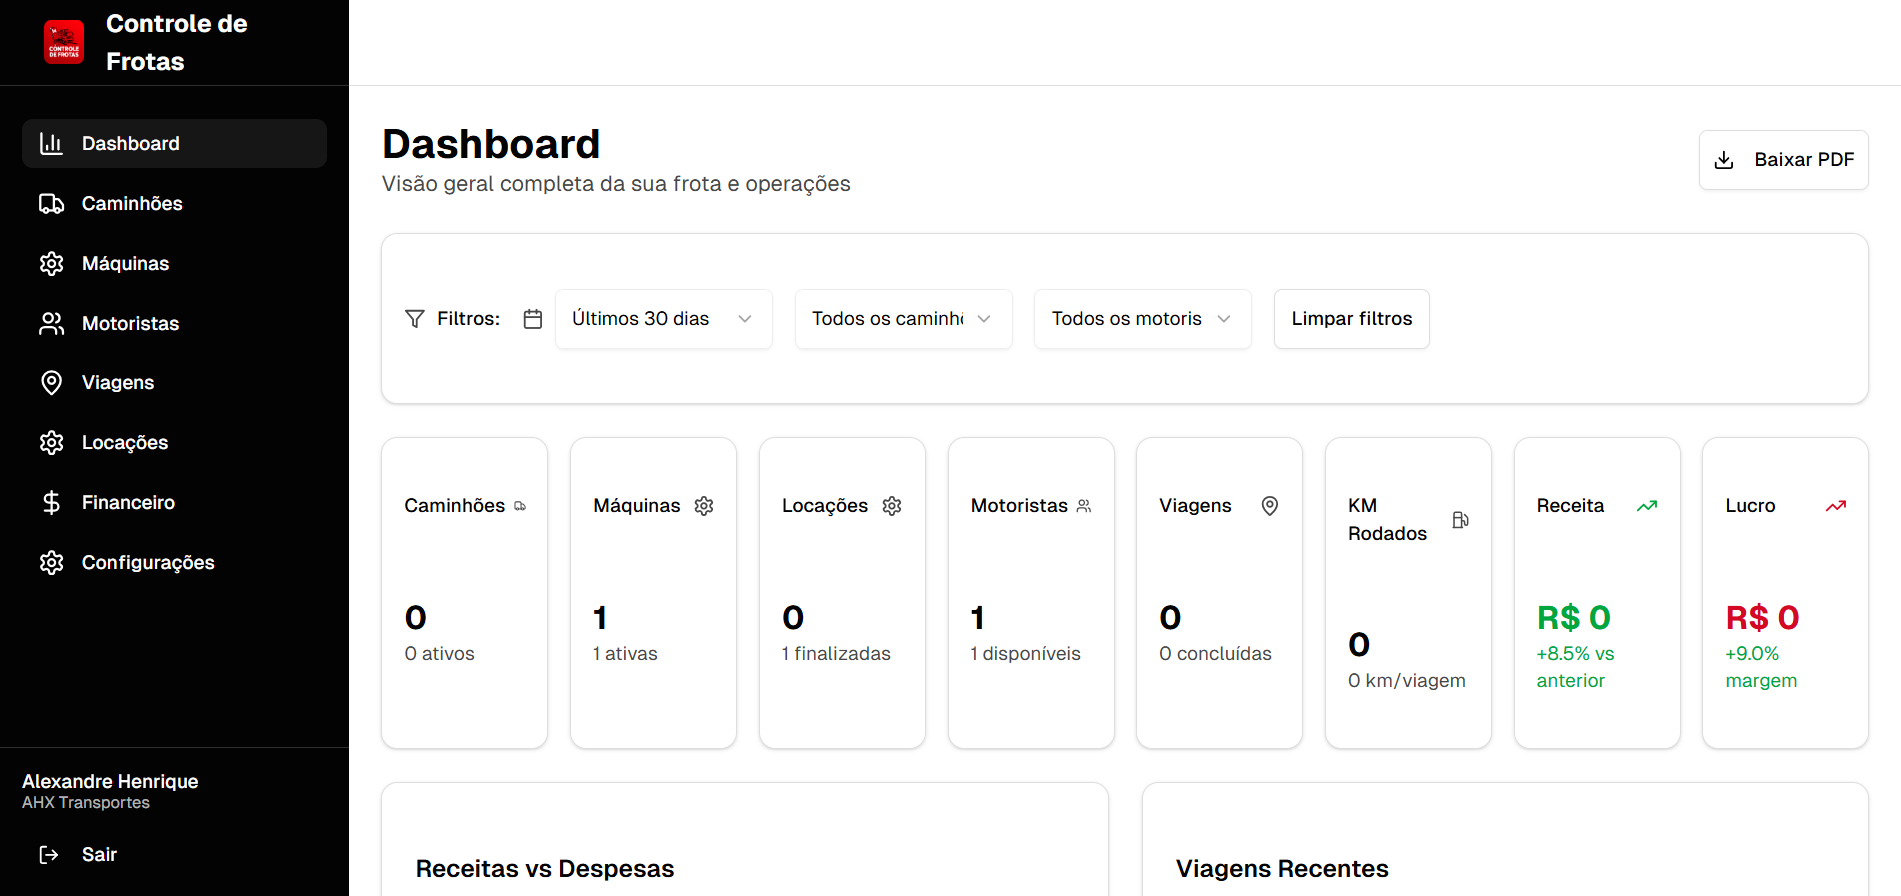 CONTROLE
DE FROTAS
Controle de
Frotas
Dashboard
Caminhões
Máquinas
Motoristas
Viagens
Locações
Financeiro
Configurações
Alexandre Henrique
AHX Transportes
Sair
Dashboard
Visão geral completa da sua frota e operações
Baixar PDF
Filtros:
Últimos 30 dias
Todos os caminhõ
Todos os motoris
Limpar filtros
Caminhões
0
0 ativos
Máquinas
1
1 ativas
Locações
0
1 finalizadas
Motoristas
1
1 disponíveis
Viagens
0
0 concluídas
KM
Rodados
0
0 km/viagem
Receita
R$ 0
+8.5% vs
anterior
Lucro
R$ 0
+9.0%
margem
Receitas vs Despesas
Viagens Recentes